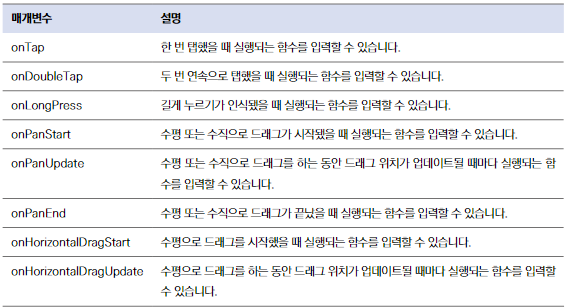 매개변수 설명
onTap 한 번 탭했을 때 실행되는 함수를 입력할 수 있습니다.
onDoubleTap 두 번 연속으로 탭했을 때 실행되는 함수를 입력할 수 있습니다.
onLongPress 길게 누르기가 인식됐을 때 실행되는 함수를 입력할 수 있습니다.
onPanStart 수평 또는 수직으로 드래그가 시작됐을 때 실행되는 함수를 입력할 수 있습니다.
onPanUpdate 수평 또는 수직으로 드래그를 하는 동안 드래그 위치가 업데이트될 때마다 실행되는 함
수를 입력할 수 있습니다.
onPanEnd 수평 또는 수직으로 드래그가 끝났을 때 실행되는 함수를 입력할 수 있습니다.
onHorizontalDragStart 수평으로 드래그를 시작했을 때 실행되는 함수를 입력할 수 있습니다.
onHorizontalDragUpdate 수평으로 드래그를 하는 동안 드래그 위치가 업데이트될 때마다 실행되는 함수를 입력할
수 있습니다.